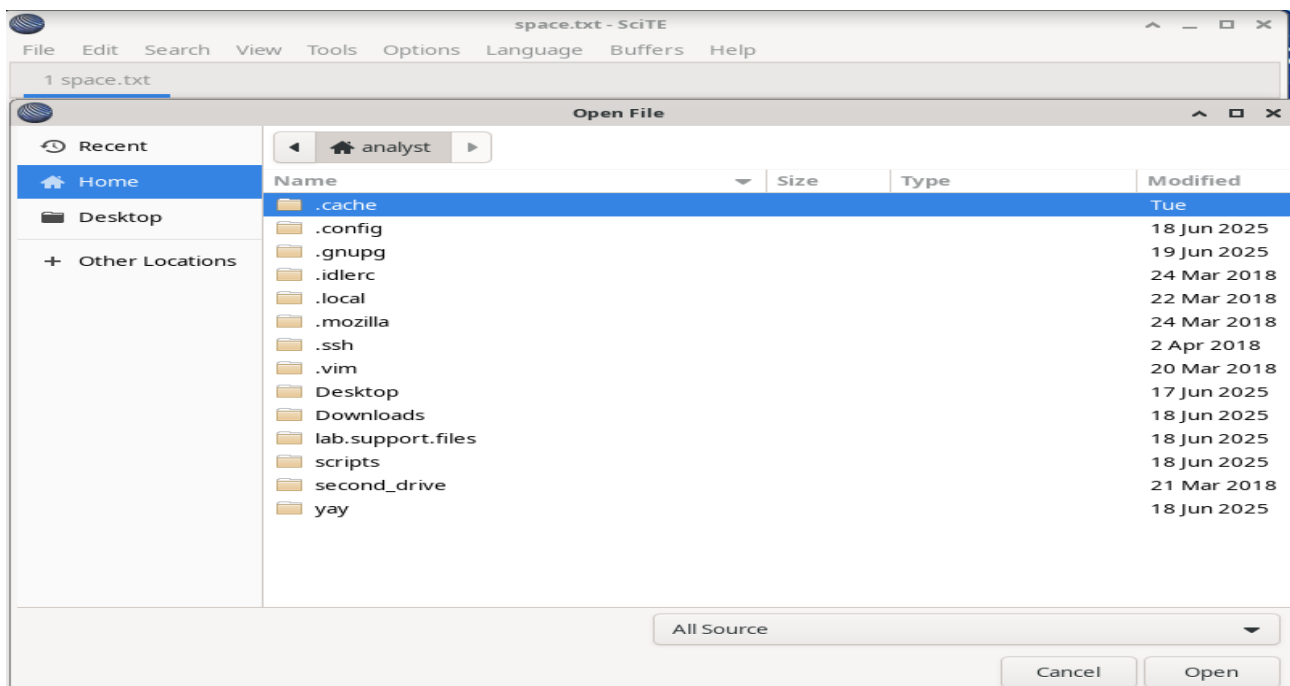 space.txt - SciTE
File Edit Search View Tools Options Language Buffers Help
1 space.txt
Open File
Recent
Home
Desktop
+ Other Locations
analyst
Name Size Type Modified
.cache Tue
.config 18 Jun 2025
.gnupg 19 Jun 2025
.idlerc 24 Mar 2018
.local 22 Mar 2018
.mozilla 24 Mar 2018
.ssh 2 Apr 2018
.vim 20 Mar 2018
Desktop 17 Jun 2025
Downloads 18 Jun 2025
lab.support.files 18 Jun 2025
scripts 18 Jun 2025
second_drive 21 Mar 2018
yay 18 Jun 2025
All Source
Cancel Open